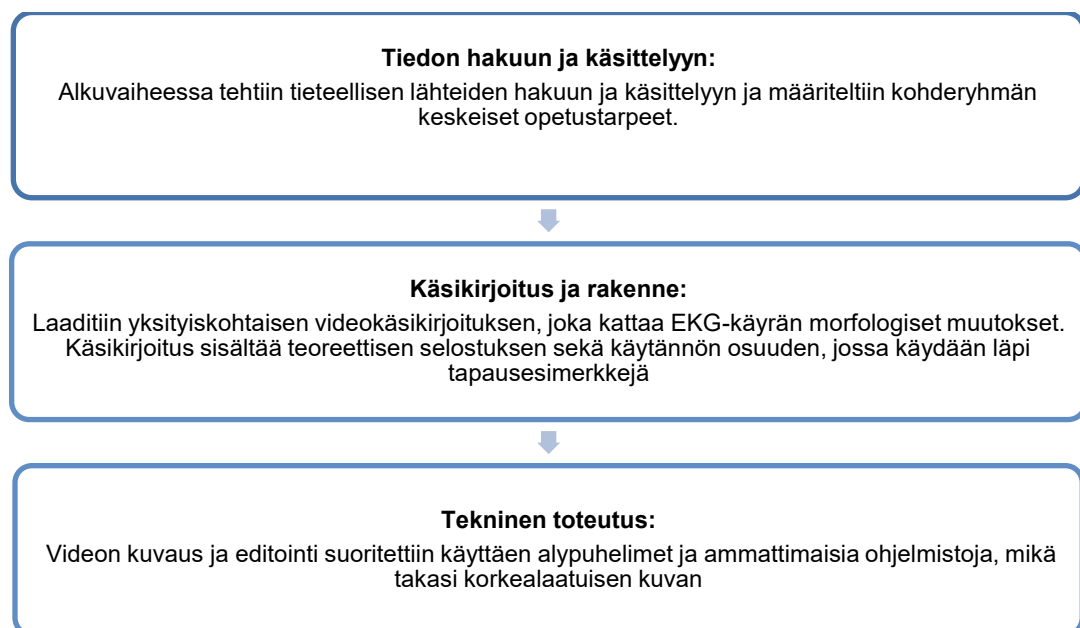 Tiedon hakuun ja käsittelyyn:
Alkuvaiheessa tehtiin tieteellisen lähteiden hakuun ja käsittelyyn ja määriteltiin kohderyhmän
keskeiset opetustarpeet.
Käsikirjoitus ja rakenne:
Laaditiin yksityiskohtaisen videokäsikirjoituksen, joka kattaa EKG-käyrän morfologiset muutokset.
Käsikirjoitus sisältää teoreettisen selostuksen sekä käytännön osuuden, jossa käydään läpi
tapausesimerkkejä
Tekninen toteutus:
Videon kuvaus ja editointi suoritettiin käyttäen alypuhelimet ja ammattimaisia ohjelmistoja, mikä
takasi korkealaatuisen kuvan